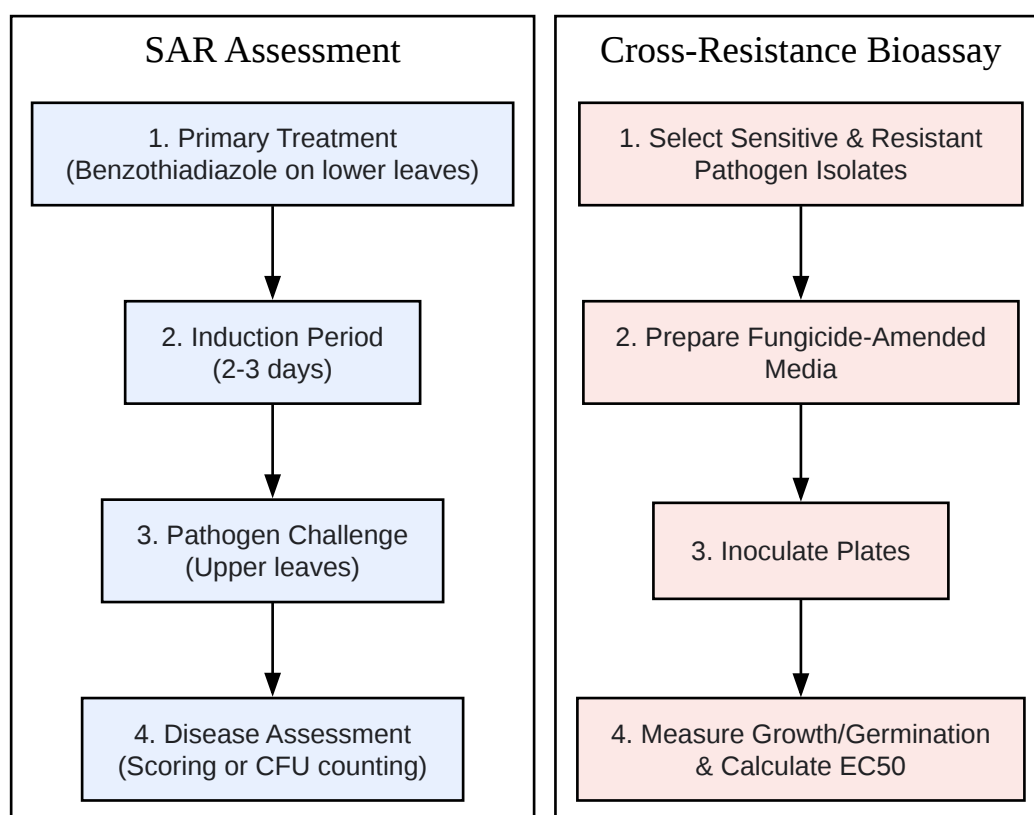 SAR Assessment
1. Primary Treatment
(Benzothiadiazole on lower leaves)
2. Induction Period
(2-3 days)
3. Pathogen Challenge
(Upper leaves)
4. Disease Assessment
(Scoring or CFU counting)
Cross-Resistance Bioassay
1. Select Sensitive & Resistant
Pathogen Isolates
2. Prepare Fungicide-Amended
Media
3. Inoculate Plates
4. Measure Growth/Germination
& Calculate EC50